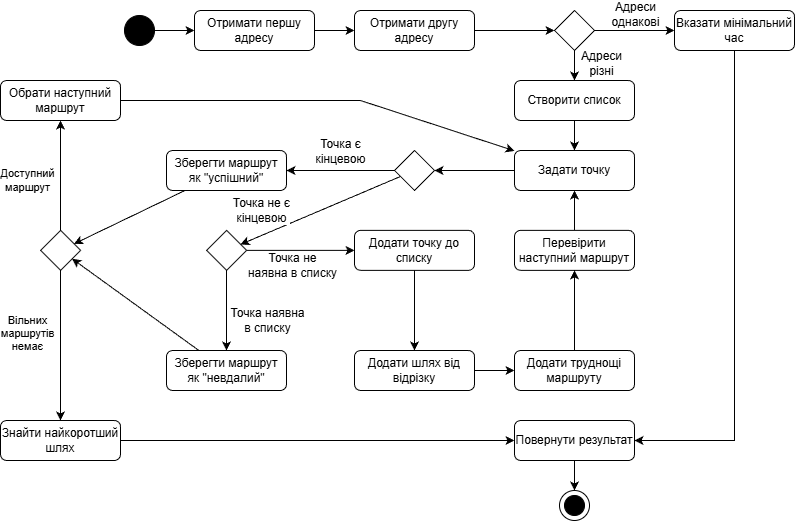 Отримати першу
адресу
Отримати другу
адресу
Адреси
однакові
Вказати мінімальний
час
Адреси
різні
Обрати наступний
маршрут
Створити список
Точка є
кінцевою
Зберегти маршрут
як "успішний"
Задати точку
Доступний
маршрут
Точка не є
кінцевою
Точка не
наявна в списку
Додати точку до
списку
Перевірити
наступний маршрут
Вільних
маршрутів
немає
Точка наявна
в списку
Зберегти маршрут
як "невдалий"
Додати шлях від
відрізку
Додати труднощі
маршруту
Знайти найкоротший
шлях
Повернути результат